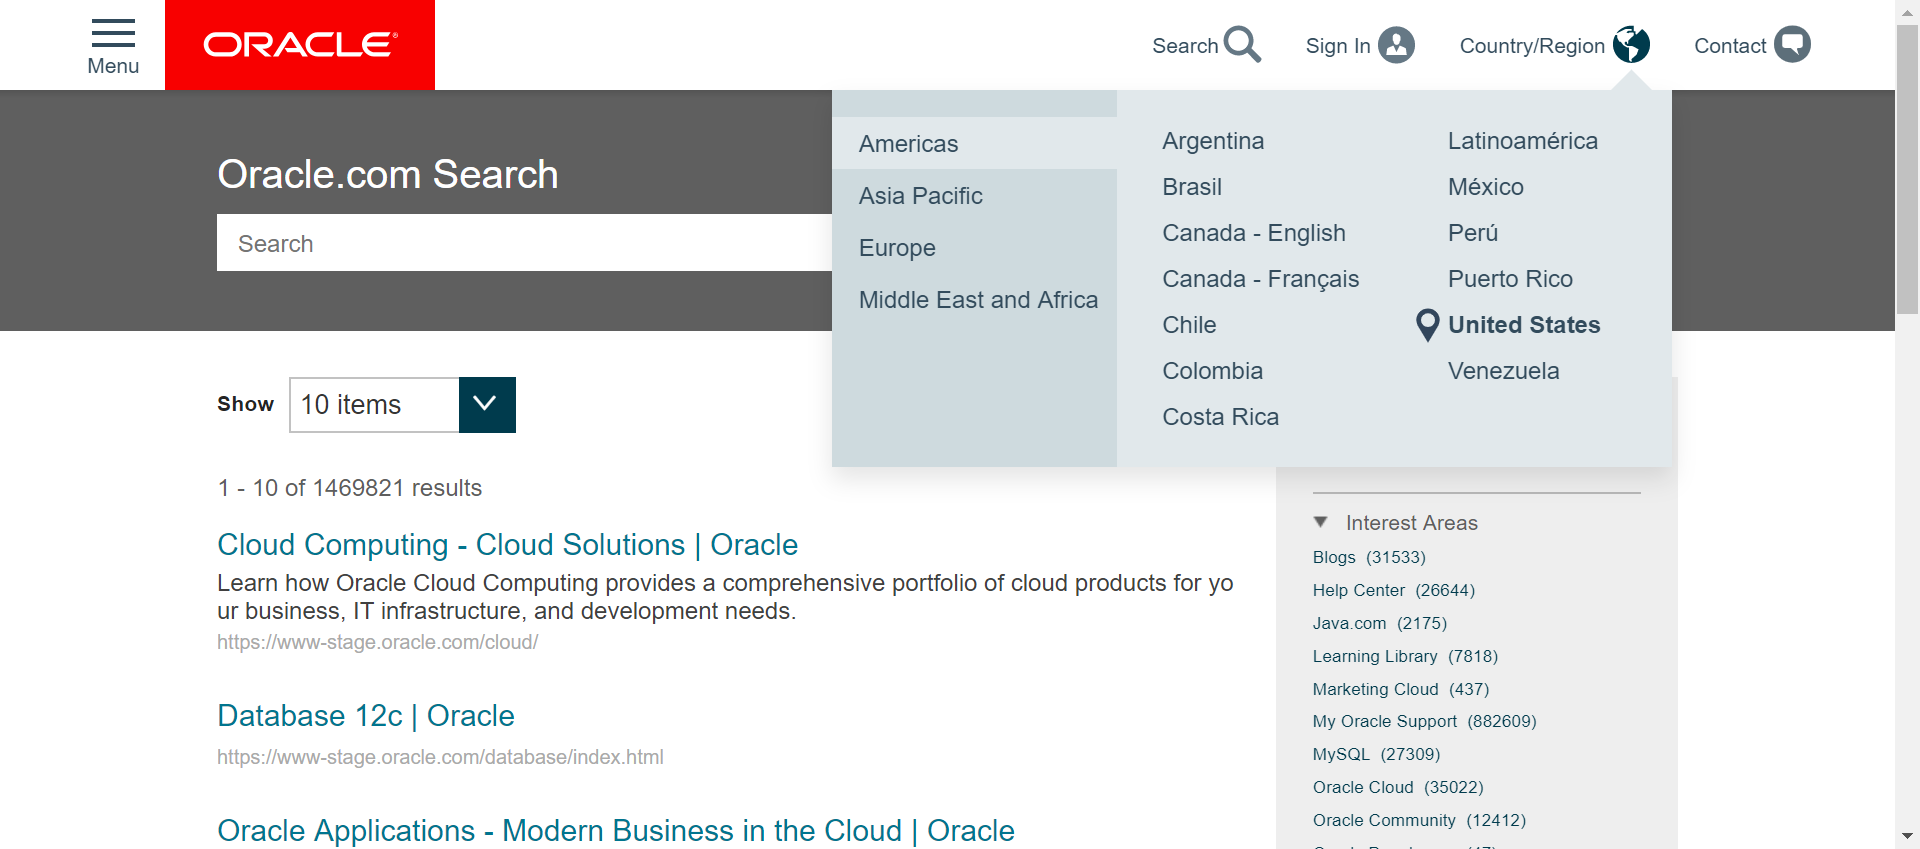 Menu
ORACLE®
Search
Sign In
Country/Region
Contact
Americas
Asia Pacific
Europe
Middle East and Africa
Argentina
Brasil
Canada - English
Canada - Français
Chile
Colombia
Costa Rica
Latinoamérica
México
Perú
Puerto Rico
United States
Venezuela
Oracle.com Search
Search
Show
10 items
1 - 10 of 1469821 results
Cloud Computing - Cloud Solutions | Oracle
Learn how Oracle Cloud Computing provides a comprehensive portfolio of cloud products for yo
ur business, IT infrastructure, and development needs.
https://www-stage.oracle.com/cloud/
Database 12c | Oracle
https://www-stage.oracle.com/database/index.html
Oracle Applications - Modern Business in the Cloud | Oracle
Interest Areas
Blogs (31533)
Help Center (26644)
Java.com (2175)
Learning Library (7818)
Marketing Cloud (437)
My Oracle Support (882609)
MySQL (27309)
Oracle Cloud (35022)
Oracle Community (12412)